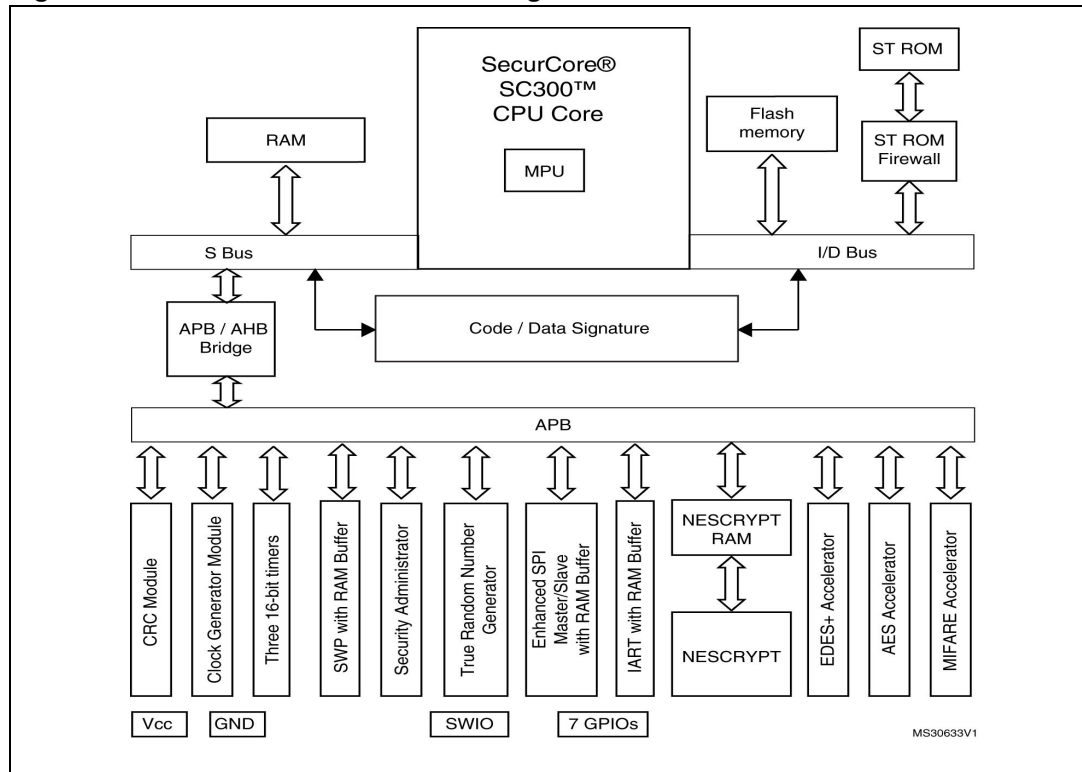 SecurCore®
SC300™
CPU Core
MPU
RAM
Flash
memory
ST ROM
ST ROM
Firewall
S Bus
I/D Bus
APB / AHB
Bridge
Code / Data Signature
APB
CRC Module
Clock Generator Module
Three 16-bit timers
SWP with RAM Buffer
Security Administrator
True Random Number
Generator
Enhanced SPI
Master/Slave
with RAM Buffer
IART with RAM Buffer
NESCRYPT
RAM
NESCRYPT
EDES+ Accelerator
AES Accelerator
MIFARE Accelerator
Vcc
GND
SWIO
7 GPIOs
MS30633V1